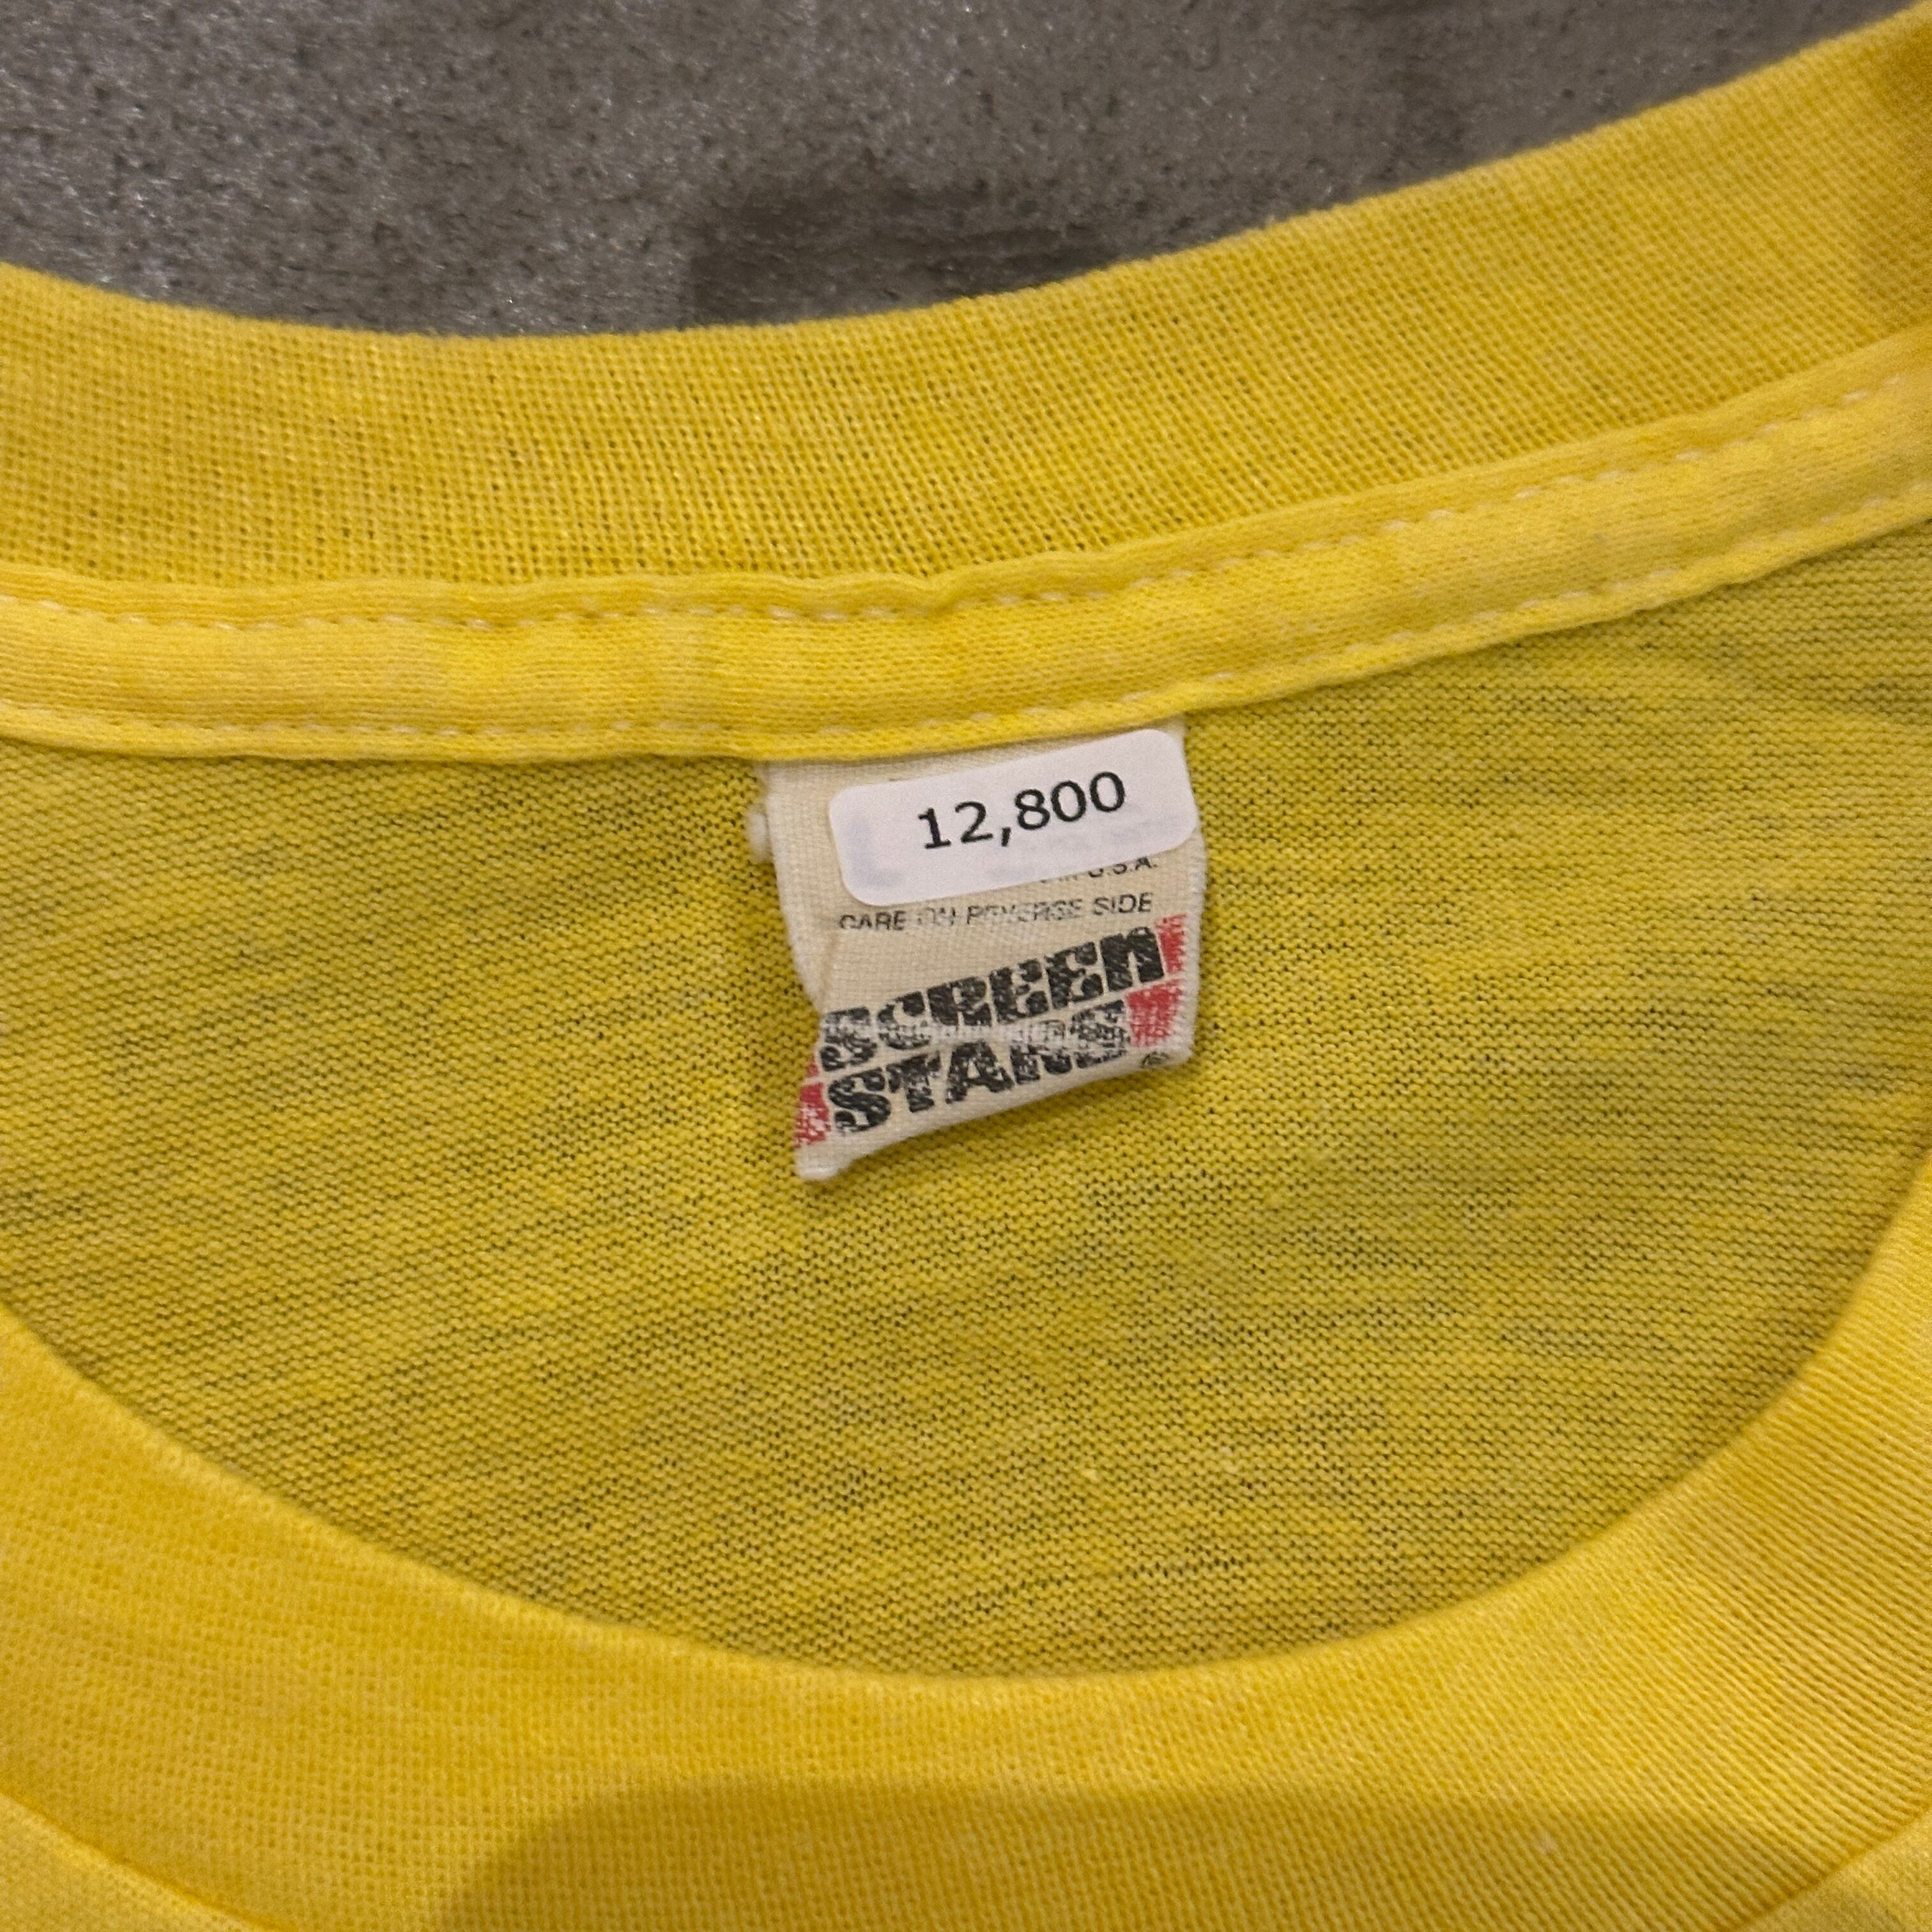 12,800
U.S.A.
CARE ON REVERSE SIDE
SCREEN
STARS®